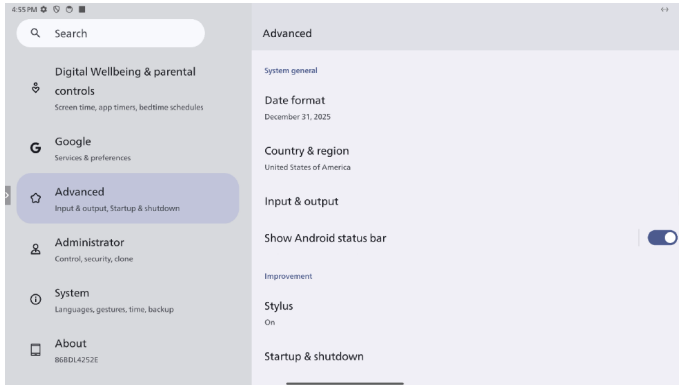 4:55 PM
Search
Digital Wellbeing & parental
controls
Screen time, app timers, bedtime schedules
Google
Services & preferences
Advanced
Input & output, Startup & shutdown
Administrator
Control, security, clone
System
Languages, gestures, time, backup
About
86BDL4252E
Advanced
System general
Date format
December 31, 2025
Country & region
United States of America
Input & output
Show Android status bar
Improvement
Stylus
On
Startup & shutdown